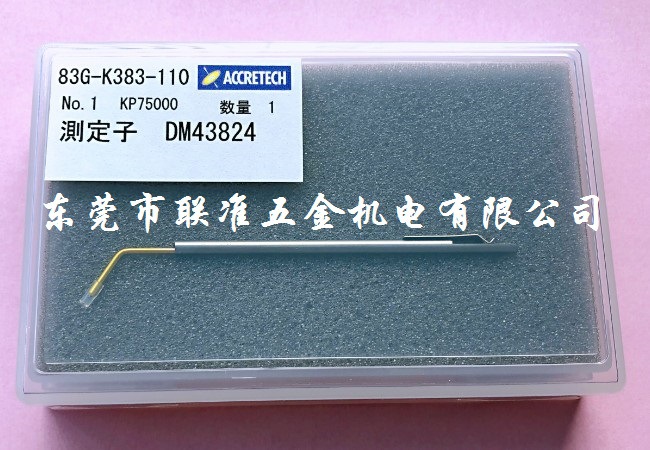 83G-K383-110 ACCRETECH
No.1 KP75000 数量 1
測定子 DM43824
东莞市联准五金机电有限公司